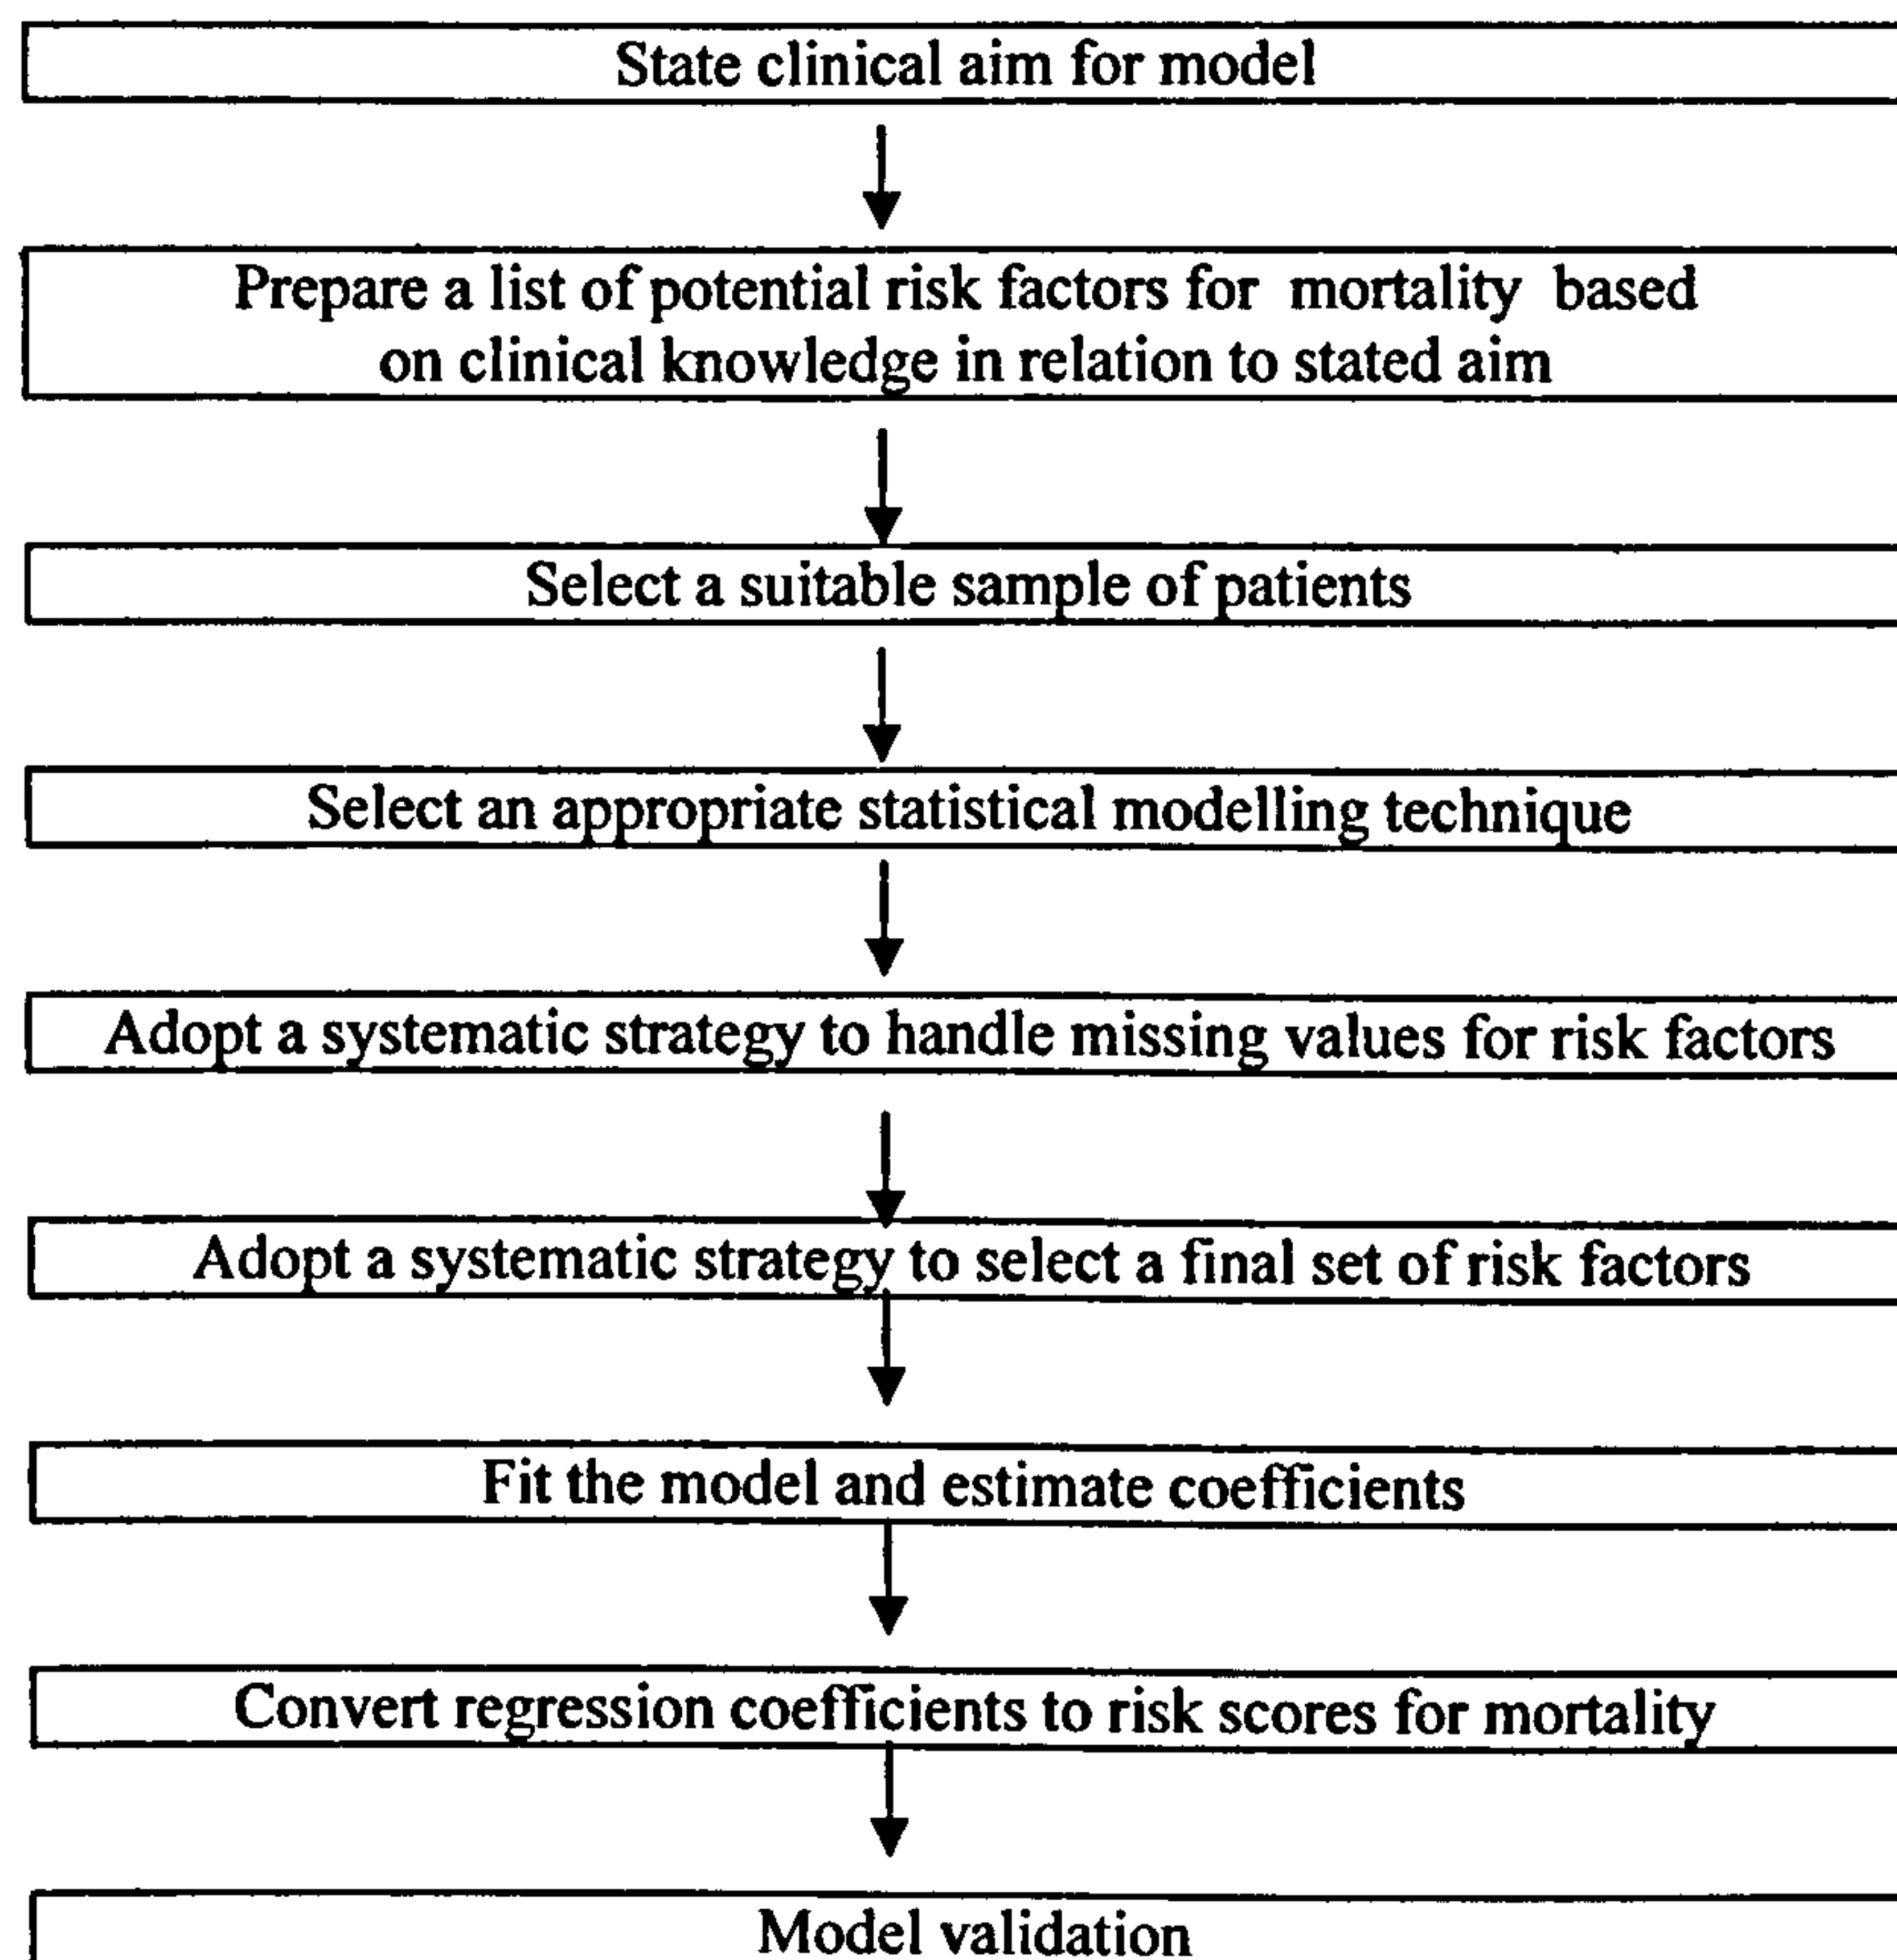 State clinical aim for model
Prepare a list of potential risk factors for mortality based
on clinical knowledge in relation to stated aim
Select a suitable sample of patients
Select an appropriate statistical modelling technique
Adopt a systematic strategy to handle missing values for risk factors
Adopt a systematic strategy to select a final set of risk factors
Fit the model and estimate coefficients
Convert regression coefficients to risk scores for mortality
Model validation